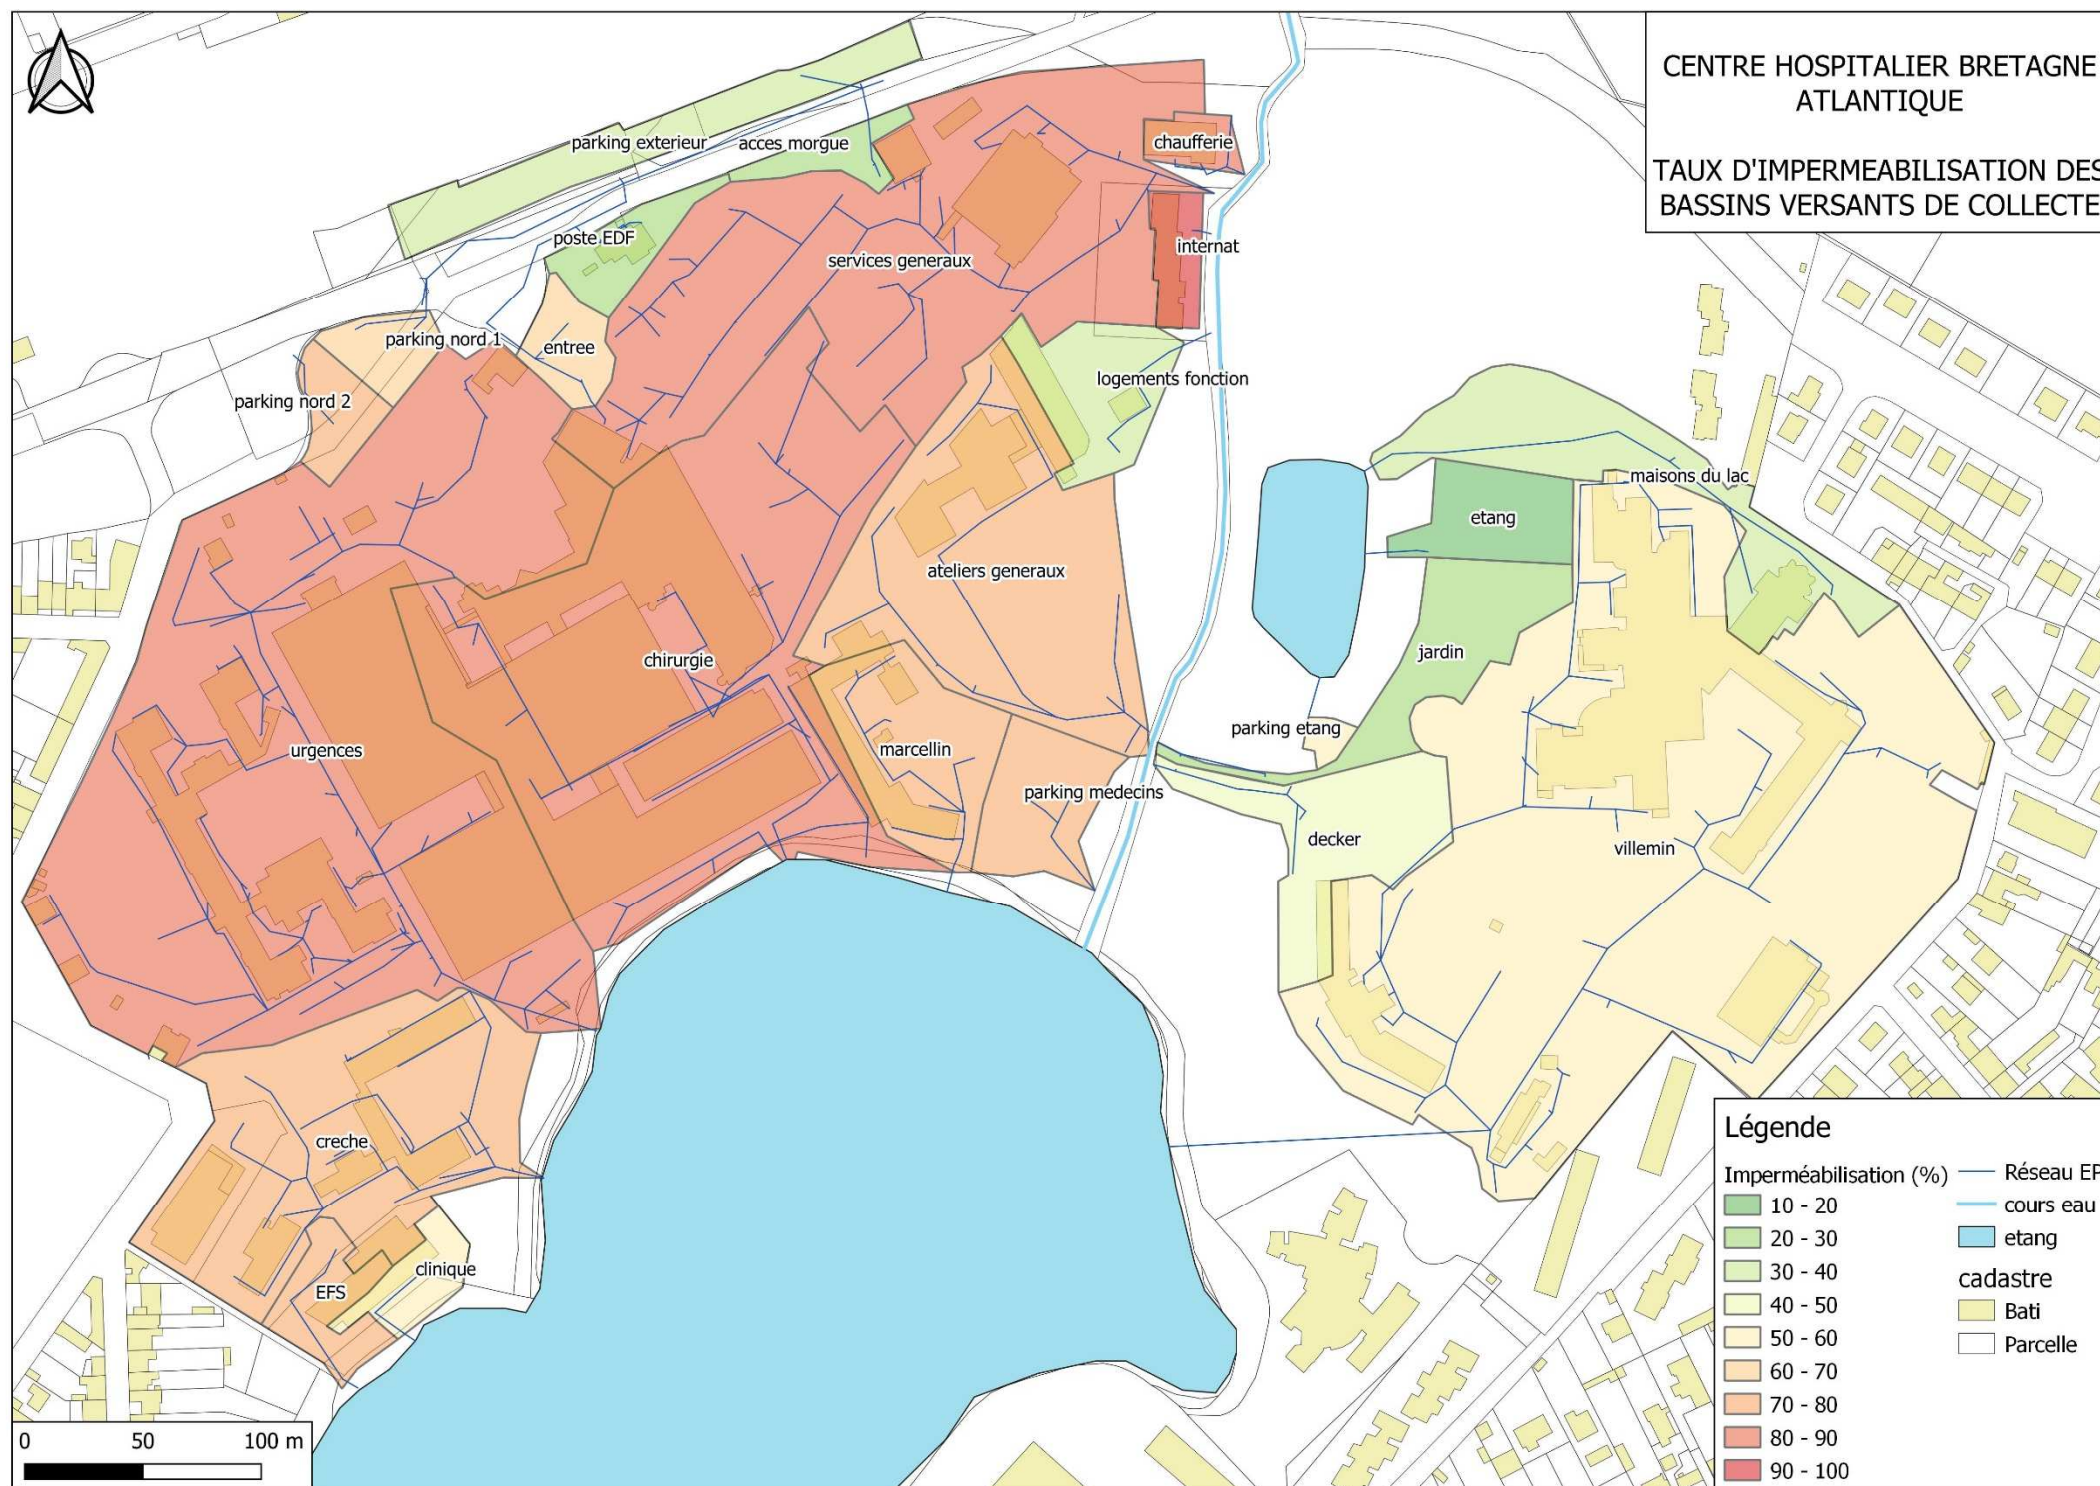 CENTRE HOSPITALIER BRETAGNE
ATLANTIQUE
TAUX D'IMPERMEABILISATION DES
BASSINS VERSANTS DE COLLECTE
parking exterieur
acces morgue
chaufferie
poste EDF
services generaux
internat
parking nord 1
entree
logements fonction
parking nord 2
maisons du lac
etang
ateliers generaux
jardin
chirurgie
parking etang
urgences
marcellin
parking medecins
decker
villemin
creche
clinique
EFS
0 50 100 m
Légende
Imperméabilisation (%)
10 - 20
20 - 30
30 - 40
40 - 50
50 - 60
60 - 70
70 - 80
80 - 90
90 - 100
Réseau EP
cours eau
etang
cadastre
Bati
Parcelle